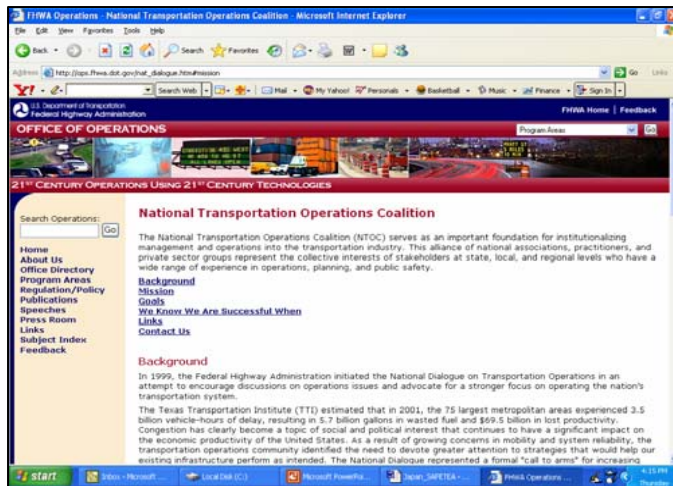 FHWA Operations - National Transportation Operations Coalition - Microsoft Internet Explorer
File Edit View Favorites Tools Help
Back Search Favorites
Address http://ops.fhwa.dot.gov/nat_dialogue.htm#mission Go Links
Y! Search Web Mail My Yahoo! Personals Basketball Music Finance Sign In
U.S. Department of Transportation
Federal Highway Administration
FHWA Home | Feedback
OFFICE OF OPERATIONS
Program Areas Go
21ST CENTURY OPERATIONS USING 21ST CENTURY TECHNOLOGIES
Search Operations:
Go
Home
About Us
Office Directory
Program Areas
Regulation/Policy
Publications
Speeches
Press Room
Links
Subject Index
Feedback
National Transportation Operations Coalition
The National Transportation Operations Coalition (NTOC) serves as an important foundation for institutionalizing
management and operations into the transportation industry. This alliance of national associations, practitioners, and
private sector groups represent the collective interests of stakeholders at state, local, and regional levels who have a
wide range of experience in operations, planning, and public safety.
Background
Mission
Goals
We Know We Are Successful When
Links
Contact Us
Background
In 1999, the Federal Highway Administration initiated the National Dialogue on Transportation Operations in an
attempt to encourage discussions on operations issues and advocate for a stronger focus on operating the nation's
transportation system.
The Texas Transportation Institute (TTI) estimated that in 2001, the 75 largest metropolitan areas experienced 3.5
billion vehicle-hours of delay, resulting in 5.7 billion gallons in wasted fuel and $69.5 billion in lost productivity.
Congestion has clearly become a topic of social and political interest that continues to have a significant impact on
the economic productivity of the United States. As a result of growing concerns in mobility and system reliability, the
transportation operations community identified the need to devote greater attention to strategies that would help our
existing infrastructure perform as intended. The National Dialogue represented a formal "call to arms" for increasing
start Inbox - Microsoft ... Local Disk (C:) Microsoft PowerPoi... Japan_SAFETEA - ... FHWA Operations ... 4:15 PM
Thursday